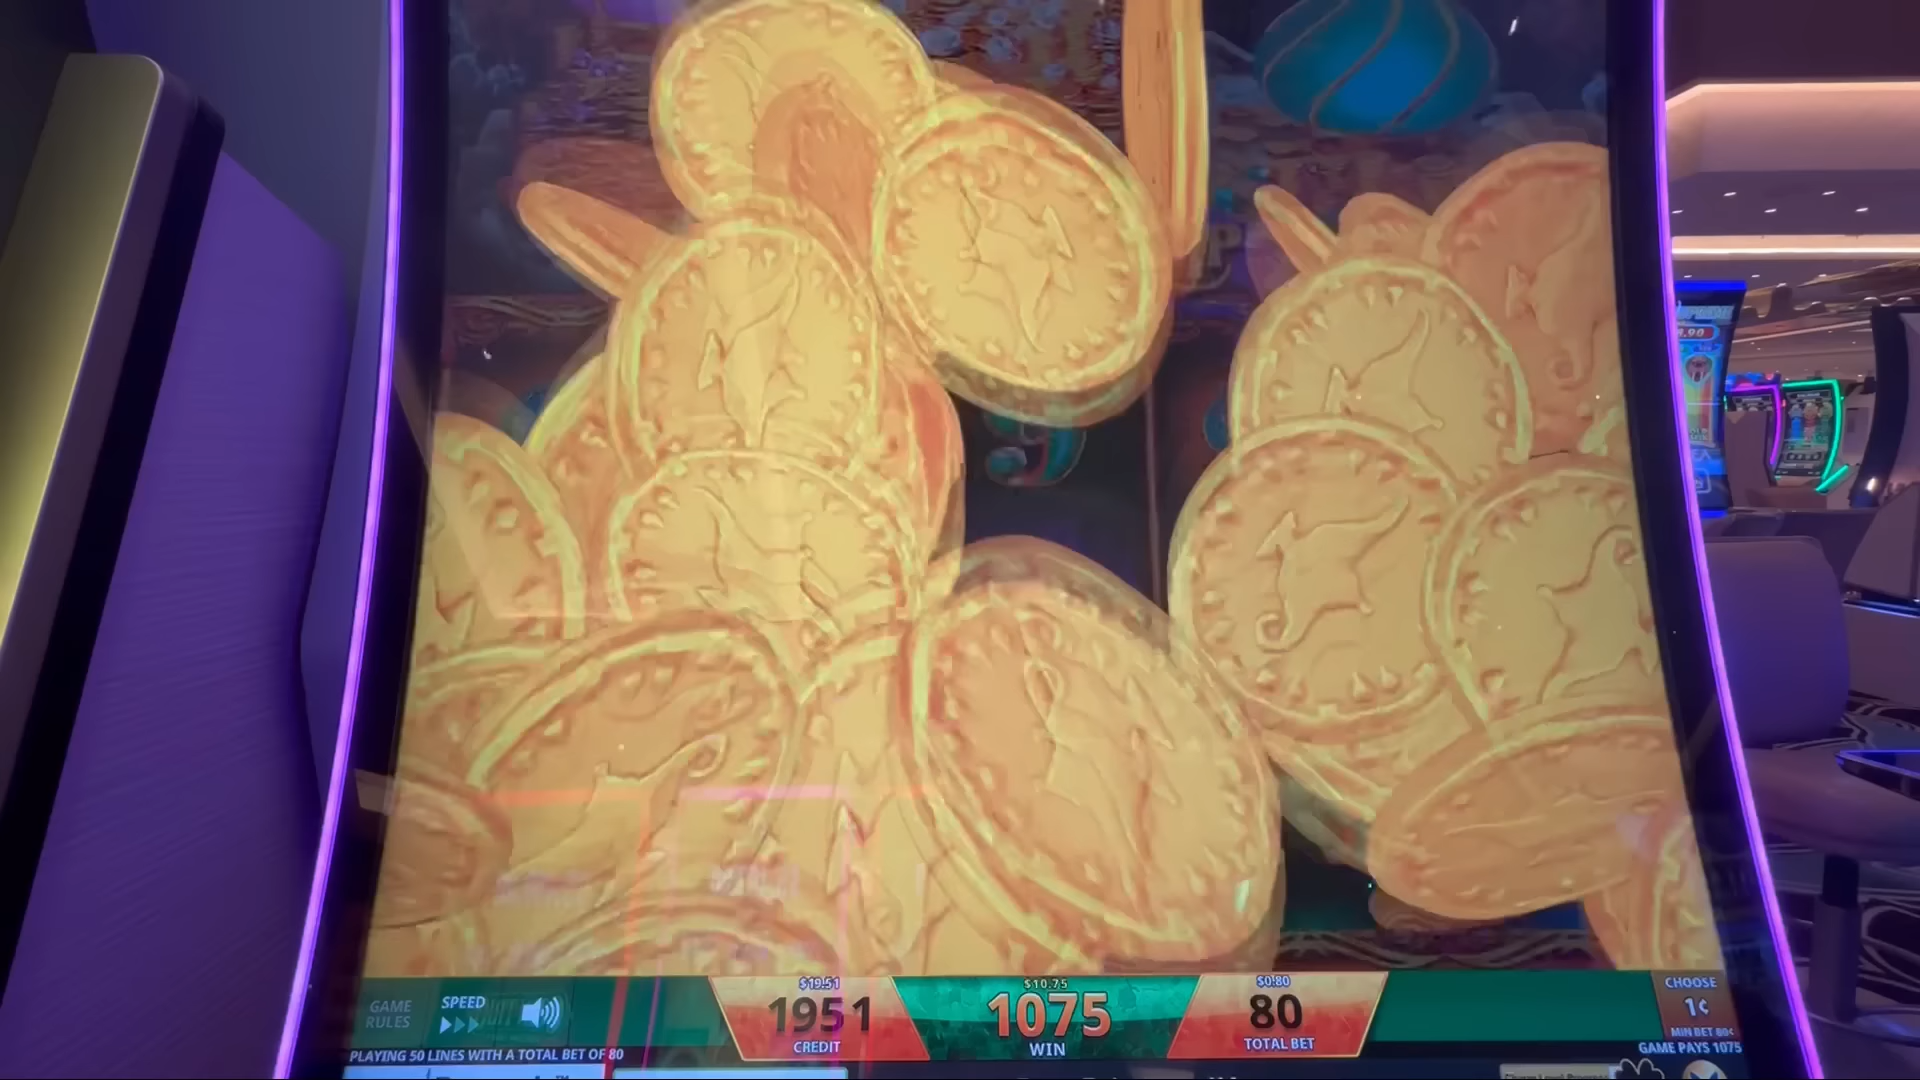 GAME RULES
SPEED
$19.51
1951
CREDIT
$10.75
1075
WIN
$0.80
80
TOTAL BET
CHOOSE
1¢
MIN BET 80¢
PLAYING 50 LINES WITH A TOTAL BET OF 80
GAME PAYS 1075